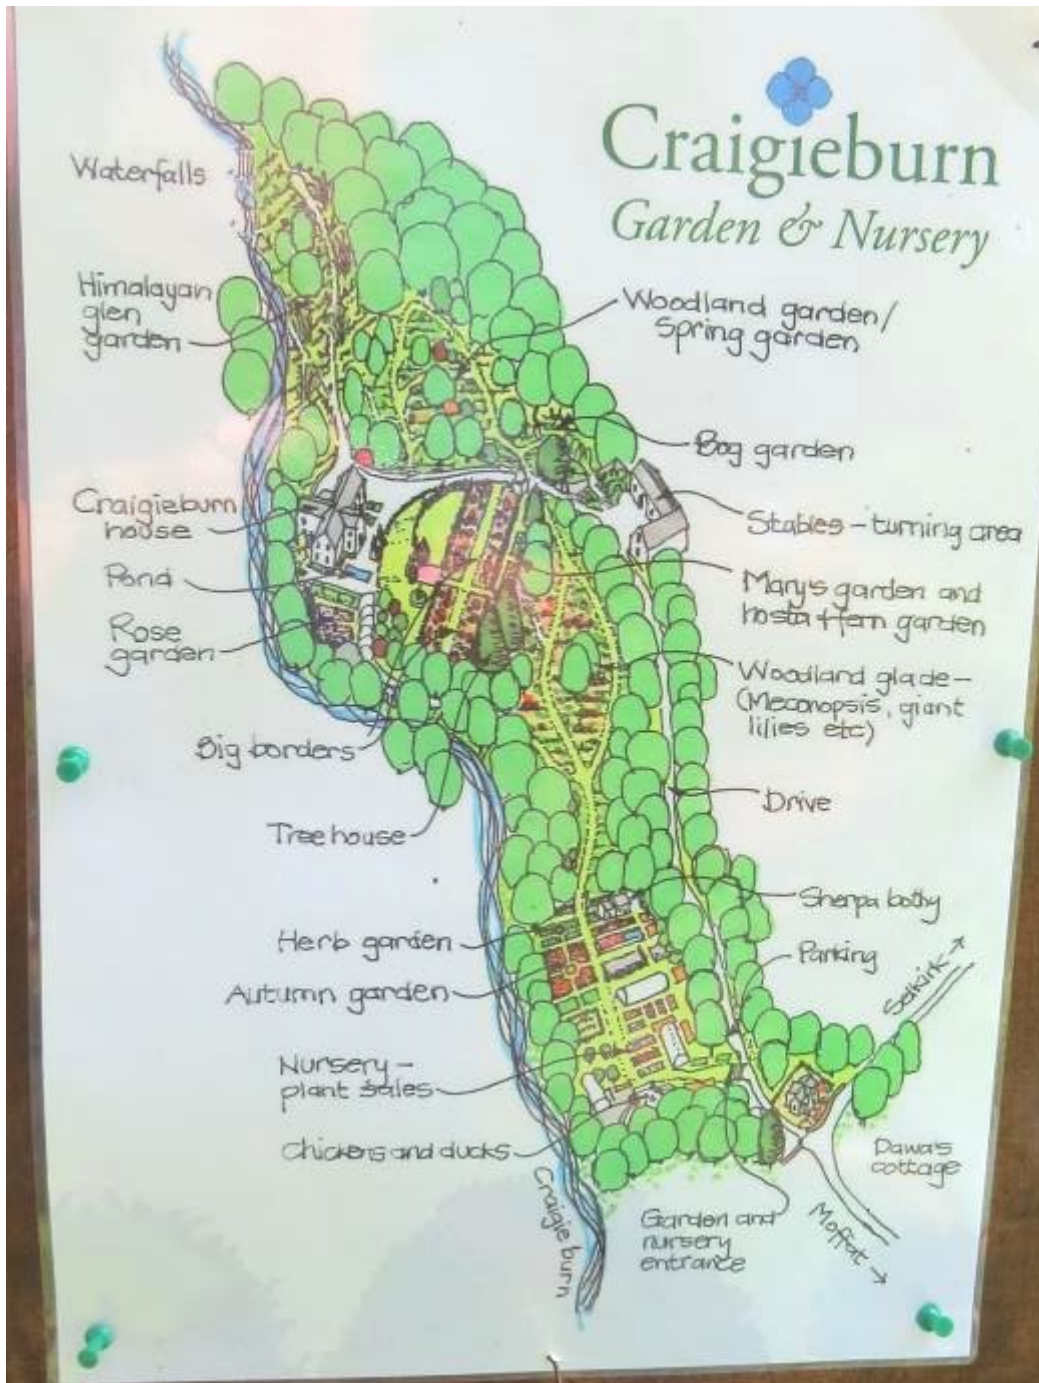 Craigieburn
Garden & Nursery
Waterfalls
Himalayan
glen
garden
Woodland garden/
Spring garden
Bog garden
Craigieburn
house
Stables - turning area
Pond
Mary's garden and
hosta + fern garden
Rose
garden
Woodland glade -
(Meconopsis, giant
lilies etc)
Big borders
Drive
Tree house
Sherpa bothy
Herb garden
Parking
Autumn garden
Selkirk →
Nursery -
plant sales
Chickens and ducks
Dawa's
cottage
Craigie burn
Garden and
nursery
entrance
Moffat →